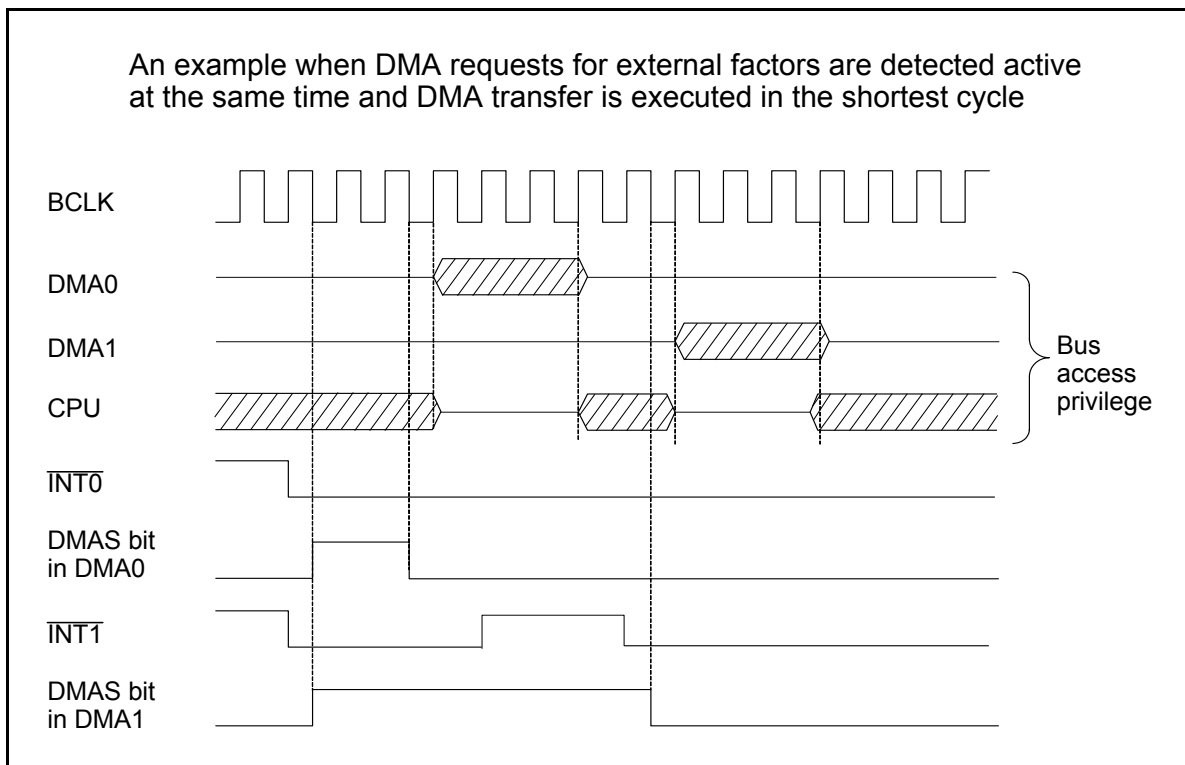 An example when DMA requests for external factors are detected active
at the same time and DMA transfer is executed in the shortest cycle
BCLK
DMA0
DMA1
CPU
Bus
access
privilege
INT0
DMAS bit
in DMA0
INT1
DMAS bit
in DMA1